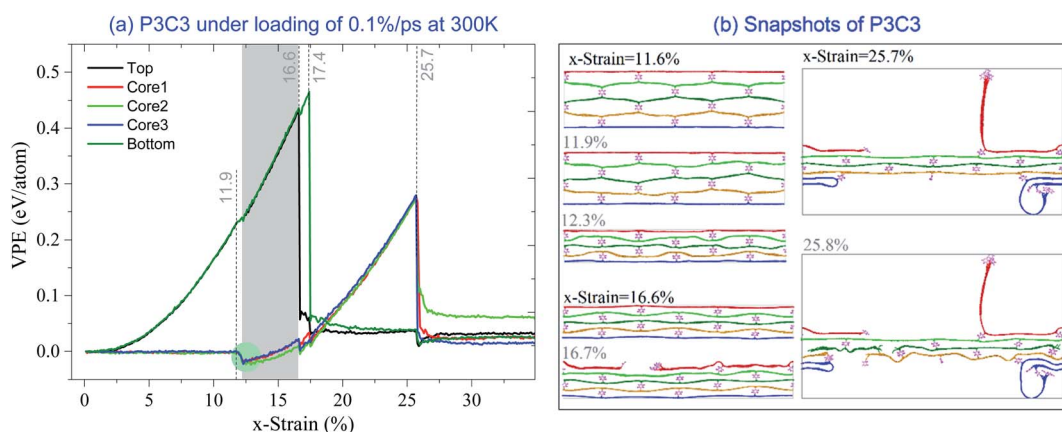 (a) P3C3 under loading of 0.1%/ps at 300K
(b) Snapshots of P3C3
0.5
0.4
0.3
0.2
0.1
0.0
VPE (eV/atom)
Top
Core1
Core2
Core3
Bottom
11.9
16.6
17.4
25.7
0
5
10
15
20
25
30
x-Strain (%)
x-Strain=11.6%
11.9%
12.3%
x-Strain=16.6%
16.7%
x-Strain=25.7%
25.8%